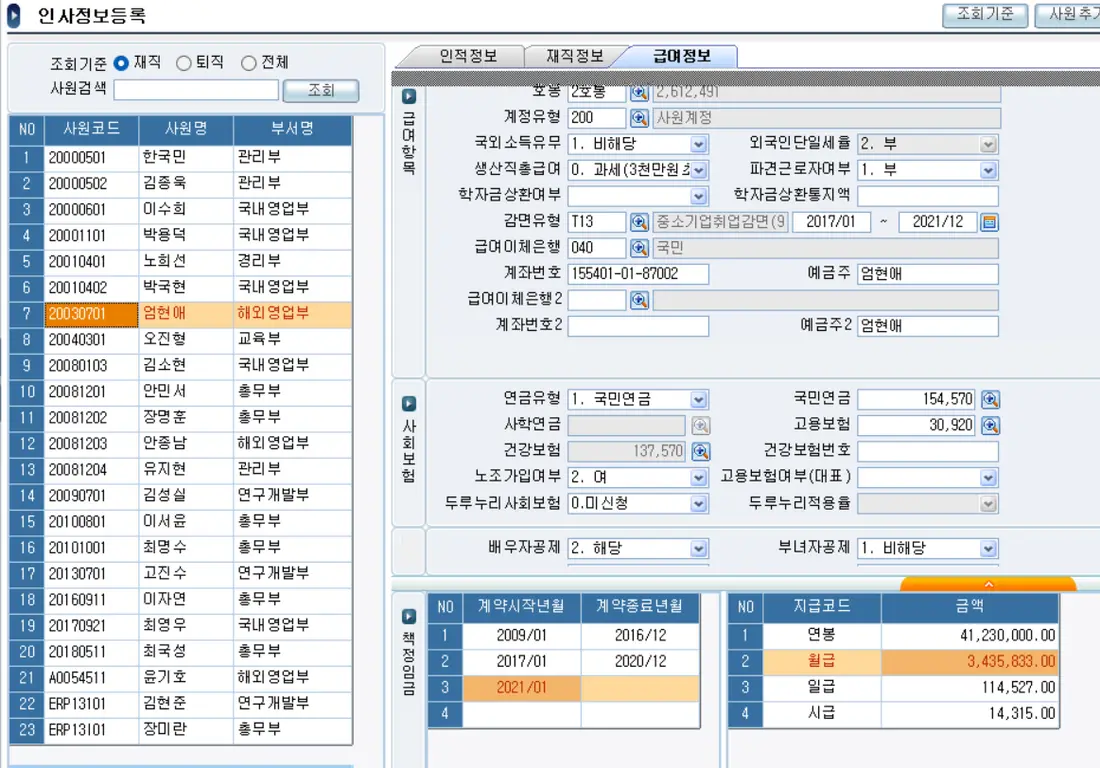 인사정보등록
조회기준 사원추가
조회기준 재직 퇴직 전체
사원검색 조회
NO 사원코드 사원명 부서명
1 20000501 한국민 관리부
2 20000502 김종욱 관리부
3 20000601 이수희 국내영업부
4 20001101 박용덕 국내영업부
5 20010401 노희선 경리부
6 20010402 박국현 국내영업부
7 20030701 엄현애 해외영업부
8 20040301 오진형 교육부
9 20080103 김소현 국내영업부
10 20081201 안민서 총무부
11 20081202 장명훈 총무부
12 20081203 안종남 해외영업부
13 20081204 유지현 관리부
14 20090701 김성실 연구개발부
15 20100801 이서윤 총무부
16 20101001 최명수 총무부
17 20130701 고진수 연구개발부
18 20160911 이자연 총무부
19 20170921 최영우 국내영업부
20 20180511 최국성 총무부
21 A0054511 윤기호 해외영업부
22 ERP13I01 김현준 연구개발부
23 ERP13I01 장미란 총무부
인적정보 재직정보 급여정보
급여항목
호봉 2호봉 2,612,491
계정유형 200 사원계정
국외소득유무 1. 비해당 외국인단일세율 2. 부
생산직총급여 0. 과세(3천만원초 파견근로자여부 1. 부
학자금상환여부 학자금상환통지액
감면유형 T13 중소기업취업감면(9 2017/01 ~ 2021/12
급여이체은행 040 국민
계좌번호 155401-01-87002 예금주 엄현애
급여이체은행2
계좌번호2 예금주2 엄현애
사회보험
연금유형 1. 국민연금 국민연금 154,570
사학연금 고용보험 30,920
건강보험 137,570 건강보험번호
노조가입여부 2. 여 고용보험여부(대표)
두루누리사회보험 0.미신청 두루누리적용율
배우자공제 2. 해당 부녀자공제 1. 비해당
책정임금
NO 계약시작년월 계약종료년월
1 2009/01 2016/12
2 2017/01 2020/12
3 2021/01
4
NO 지급코드 금액
1 연봉 41,230,000.00
2 월급 3,435,833.00
3 일급 114,527.00
4 시급 14,315.00